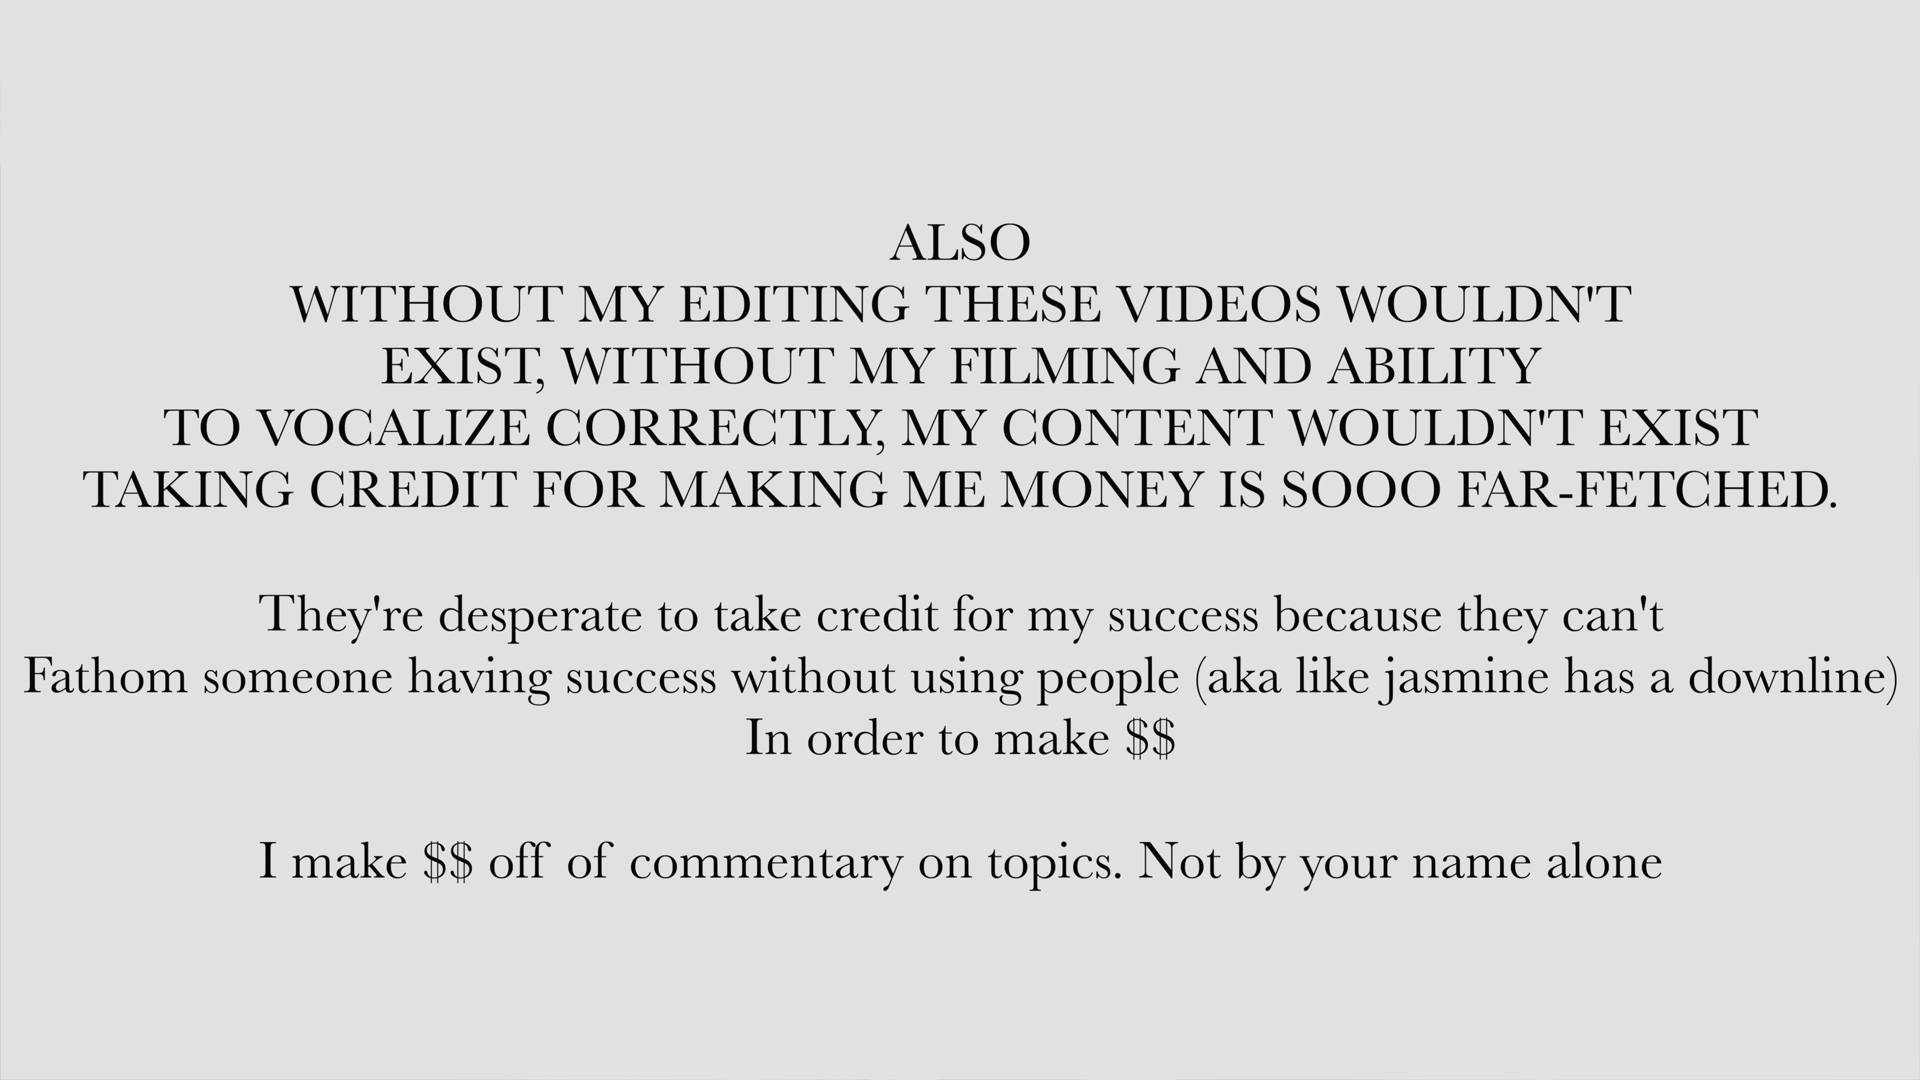 ALSO
WITHOUT MY EDITING THESE VIDEOS WOULDN'T
EXIST, WITHOUT MY FILMING AND ABILITY
TO VOCALIZE CORRECTLY, MY CONTENT WOULDN'T EXIST
TAKING CREDIT FOR MAKING ME MONEY IS SOOO FAR-FETCHED.
They're desperate to take credit for my success because they can't
Fathom someone having success without using people (aka like jasmine has a downline)
In order to make $$
I make $$ off of commentary on topics. Not by your name alone